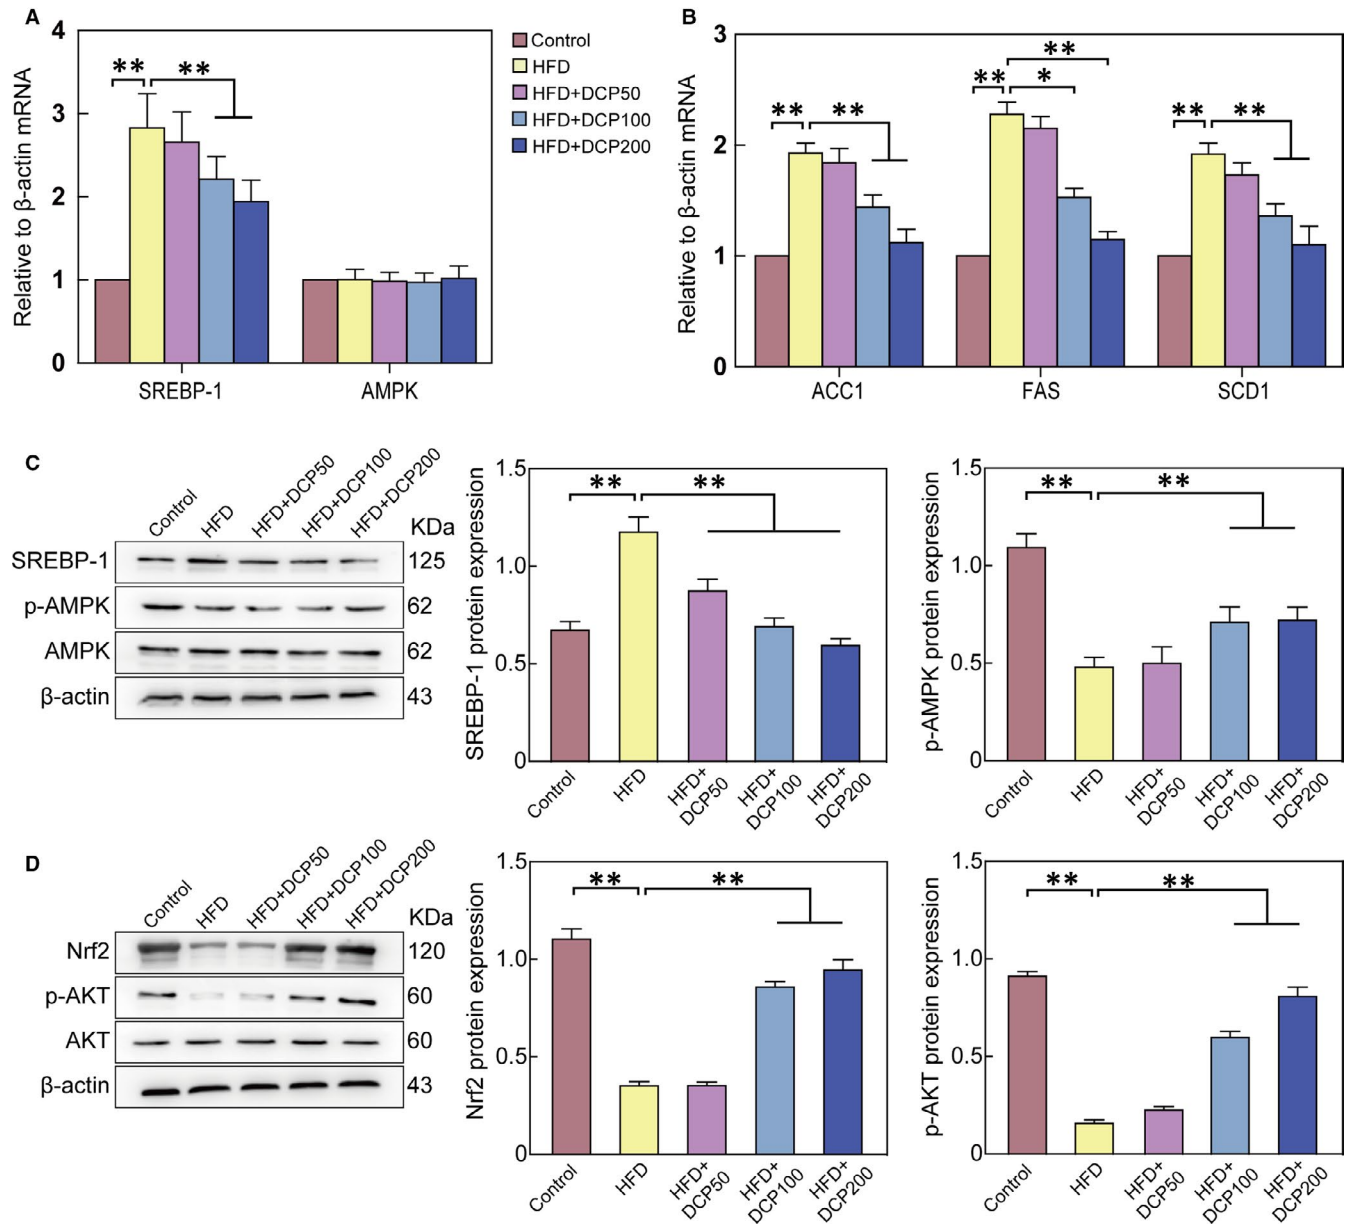 A
Relative to β-actin mRNA
4
3
2
1
0
** **
SREBP-1 AMPK
Control
HFD
HFD+DCP50
HFD+DCP100
HFD+DCP200
B
Relative to β-actin mRNA
3
2
1
0
** **
** * **
** **
ACC1 FAS SCD1
C
Control HFD HFD+DCP50 HFD+DCP100 HFD+DCP200
KDa
SREBP-1 125
p-AMPK 62
AMPK 62
β-actin 43
SREBP-1 protein expression
1.5
1.0
0.5
0
** **
Control HFD HFD+ DCP50 HFD+ DCP100 HFD+ DCP200
p-AMPK protein expression
1.5
1.0
0.5
0
** **
Control HFD HFD+ DCP50 HFD+ DCP100 HFD+ DCP200
D
Control HFD HFD+DCP50 HFD+DCP100 HFD+DCP200
KDa
Nrf2 120
p-AKT 60
AKT 60
β-actin 43
Nrf2 protein expression
1.5
1.0
0.5
0
** **
Control HFD HFD+ DCP50 HFD+ DCP100 HFD+ DCP200
p-AKT protein expression
1.5
1.0
0.5
0
** **
Control HFD HFD+ DCP50 HFD+ DCP100 HFD+ DCP200